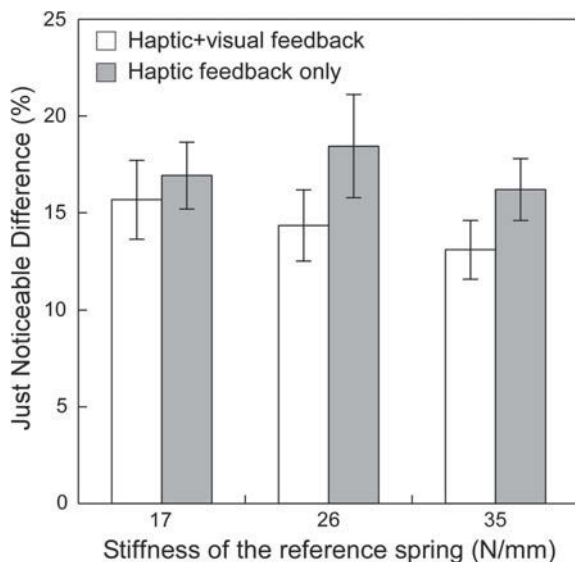 25
20
15
10
5
0
Just Noticeable Difference (%)
Haptic+visual feedback
Haptic feedback only
17
26
35
Stiffness of the reference spring (N/mm)